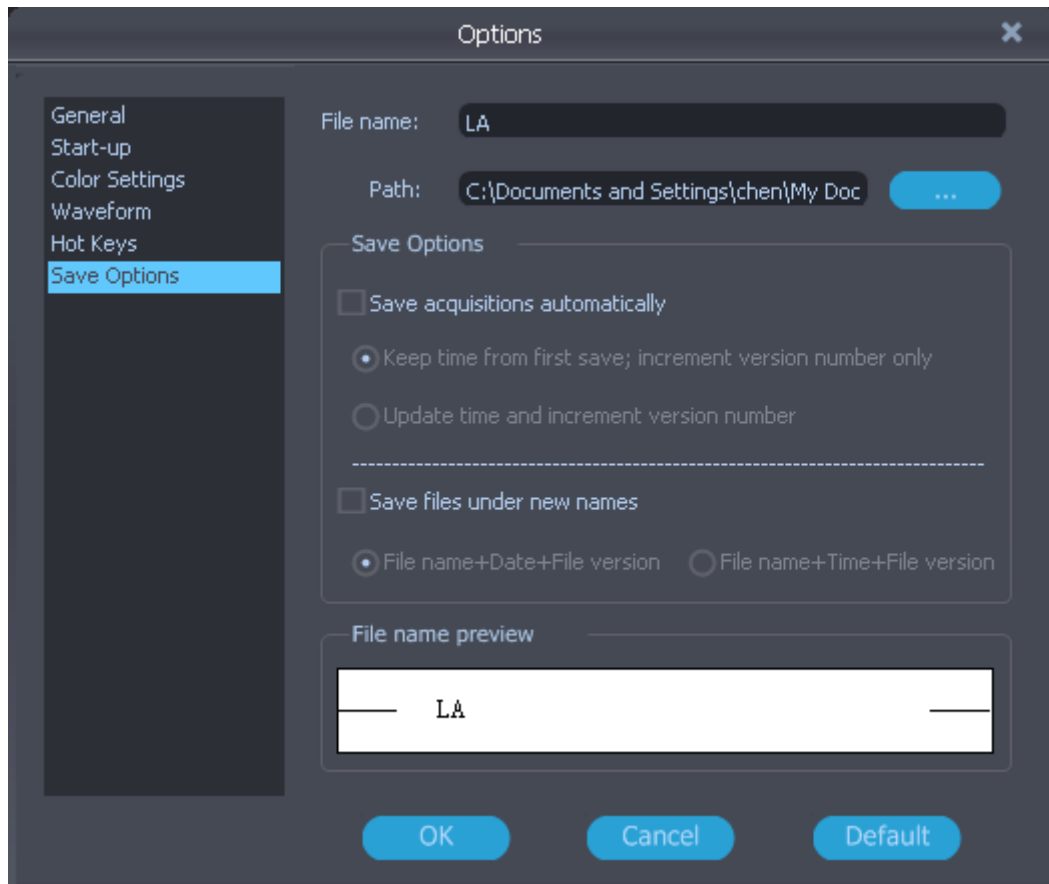 Options
General
Start-up
Color Settings
Waveform
Hot Keys
Save Options
File name: LA
Path: C:\Documents and Settings\chen\My Doc ...
Save Options
Save acquisitions automatically
Keep time from first save; increment version number only
Update time and increment version number
--------------------------------------------------------------------------------
Save files under new names
File name+Date+File version File name+Time+File version
File name preview
LA
OK Cancel Default